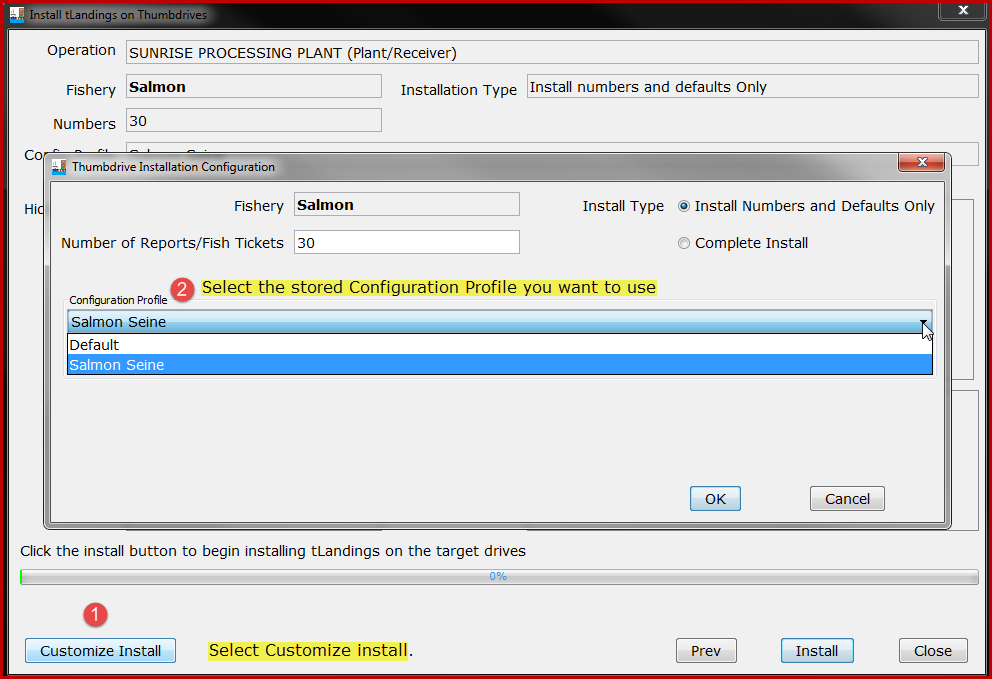 Install tLandings on Thumbdrives
Operation SUNRISE PROCESSING PLANT (Plant/Receiver)
Fishery Salmon Installation Type Install numbers and defaults Only
Numbers 30
Thumbdrive Installation Configuration
Fishery Salmon Install Type Install Numbers and Defaults Only
Number of Reports/Fish Tickets 30 Complete Install
2 Select the stored Configuration Profile you want to use
Configuration Profile
Salmon Seine
Default
Salmon Seine
OK Cancel
Click the install button to begin installing tLandings on the target drives
0%
1
Customize Install Select Customize install. Prev Install Close